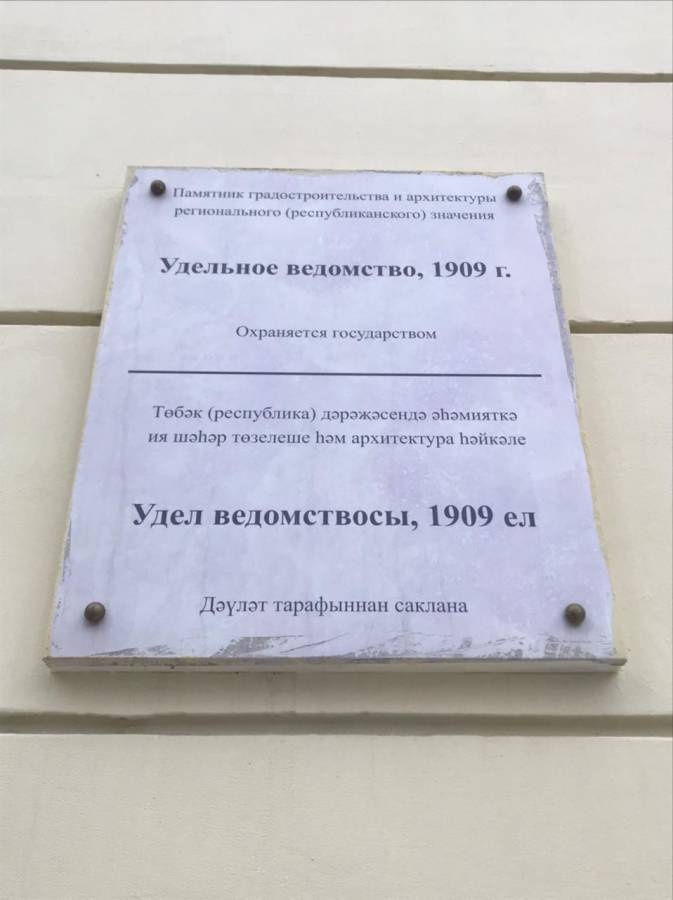 Памятник градостроительства и архитектуры
регионального (республиканского) значения
Удельное ведомство, 1909 г.
Охраняется государством
Төбәк (республика) дәрәҗәсендә әһәмияткә
ия шәһәр төзелеше һәм архитектура һәйкәле
Удел ведомствосы, 1909 ел
Дәүләт тарафыннан саклана